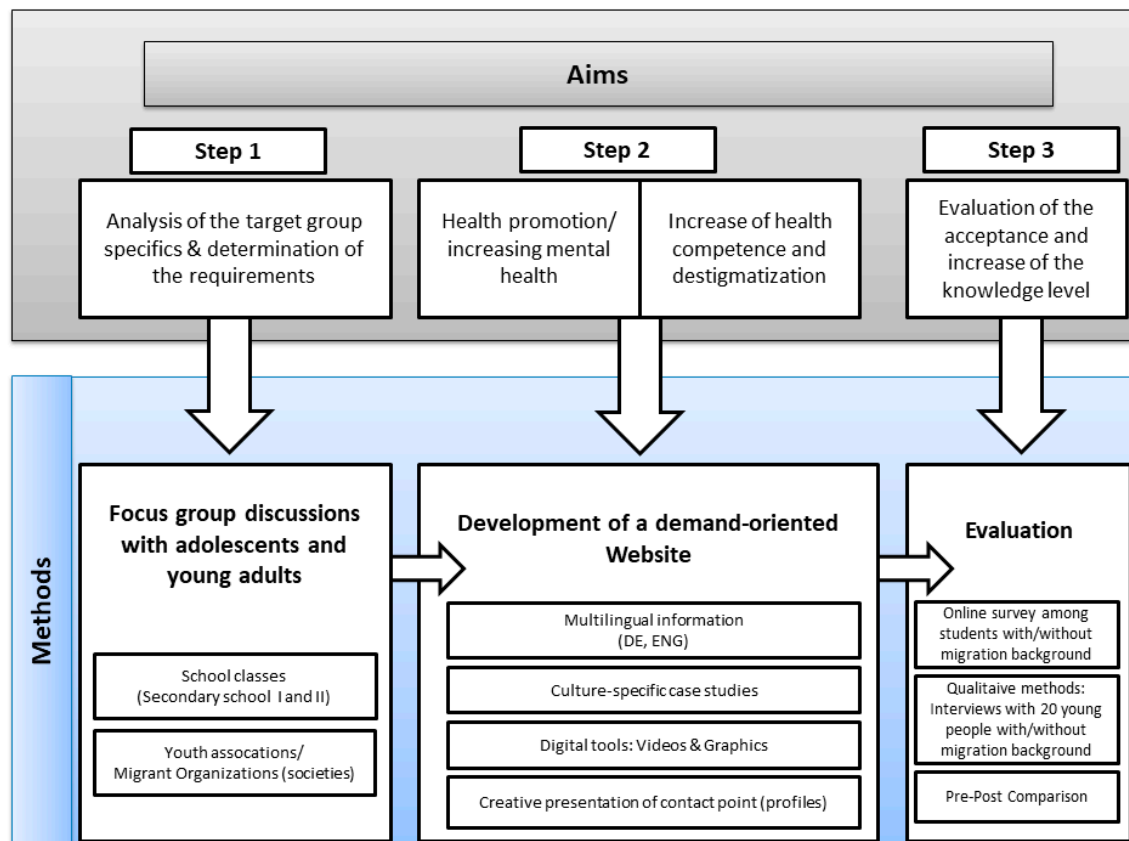 Aims
Step 1
Analysis of the target group
specifics & determination of
the requirements
Step 2
Health promotion/
increasing mental
health
Increase of health
competence and
destigmatization
Step 3
Evaluation of the
acceptance and
increase of the
knowledge level
Methods
Focus group discussions
with adolescents and
young adults
School classes
(Secondary school I and II)
Youth assocations/
Migrant Organizations (societies)
Development of a demand-oriented
Website
Multilingual information
(DE, ENG)
Culture-specific case studies
Digital tools: Videos & Graphics
Creative presentation of contact point (profiles)
Evaluation
Online survey among
students with/without
migration background
Qualitaive methods:
Interviews with 20 young
people with/without
migration background
Pre-Post Comparison